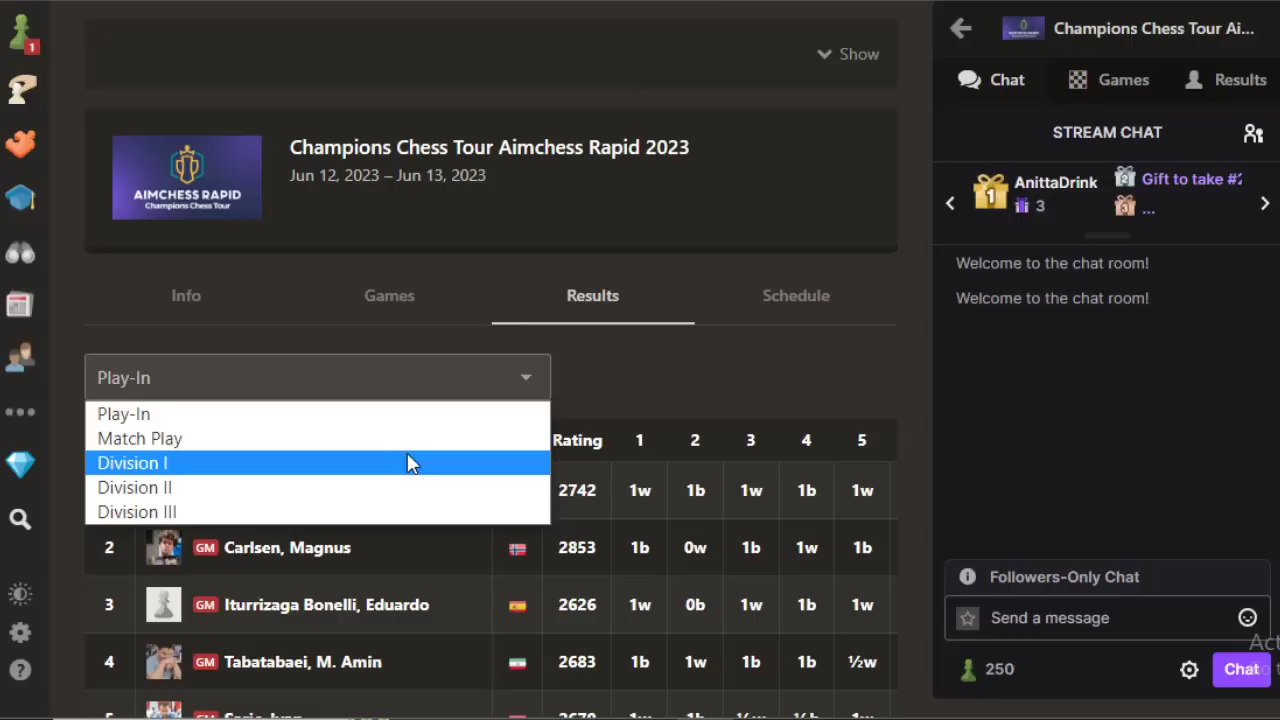 1
Show
AIMCHESS RAPID
Champions Chess Tour
Champions Chess Tour Aimchess Rapid 2023
Jun 12, 2023 – Jun 13, 2023
Info Games Results Schedule
Play-In
Play-In
Match Play
Division I
Division II
Division III
Rating 1 2 3 4 5
2742 1w 1b 1w 1b 1w
2 GM Carlsen, Magnus 2853 1b 0w 1b 1w 1b
3 GM Iturrizaga Bonelli, Eduardo 2626 1w 0b 1w 1b 1w
4 GM Tabatabaei, M. Amin 2683 1b 1w 1b 1b ½w
Champions Chess Tour Ai...
Chat Games Results
STREAM CHAT
1 AnittaDrink 3
2 Gift to take #2
3 ...
Welcome to the chat room!
Welcome to the chat room!
Followers-Only Chat
Send a message
250
Chat